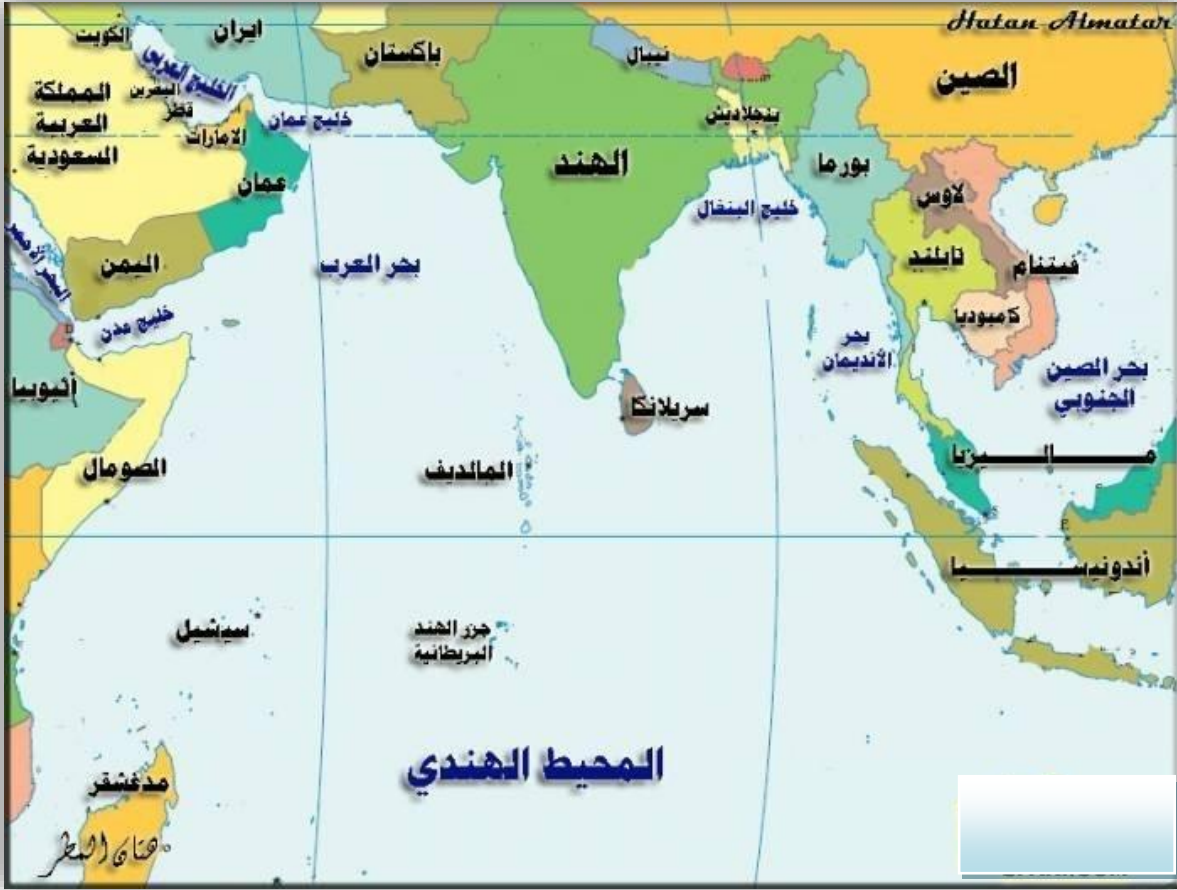 Hatan Almatar
الكويت
ايران
باكستان
نيبال
الصين
المملكة
العربية
السعودية
الخليج العربي
البحرين
قطر
الامارات
خليج عمان
عمان
بنجلاديش
الهند
بورما
لاوس
خليج البنغال
اليمن
بحر العرب
تايلند
فيتنام
البحر الأحمر
خليج عدن
كامبوديا
بحر
الأنديمان
بحر الصين
الجنوبي
أثيوبيا
سريلانكا
الصومال
المالديف
مـــــاليـــــزيا
أندونيســـــيا
سيشيل
جزر الهند
البريطانية
المحيط الهندي
مدغشقر
هتان المطر